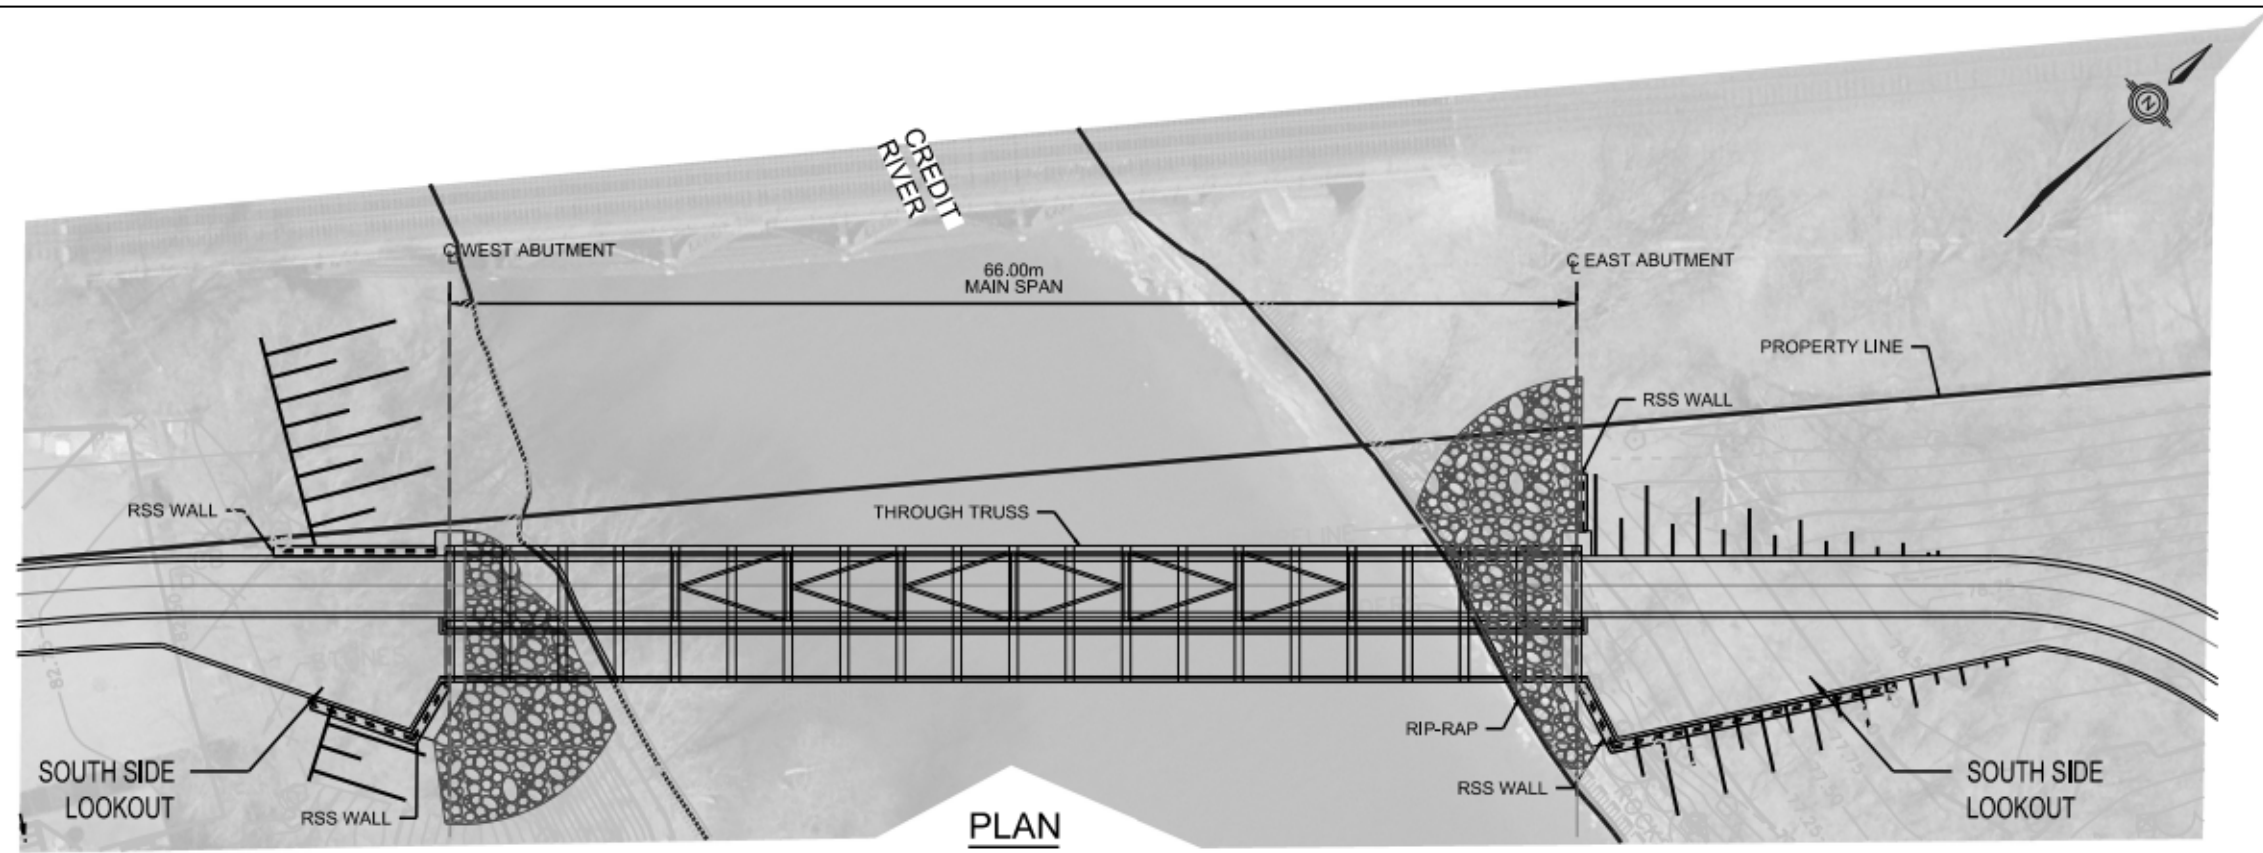 CREDIT
RIVER
N
℄ WEST ABUTMENT
℄ EAST ABUTMENT
66.00m
MAIN SPAN
PROPERTY LINE
RSS WALL
RSS WALL
THROUGH TRUSS
RIP-RAP
SOUTH SIDE
LOOKOUT
RSS WALL
RSS WALL
SOUTH SIDE
LOOKOUT
PLAN